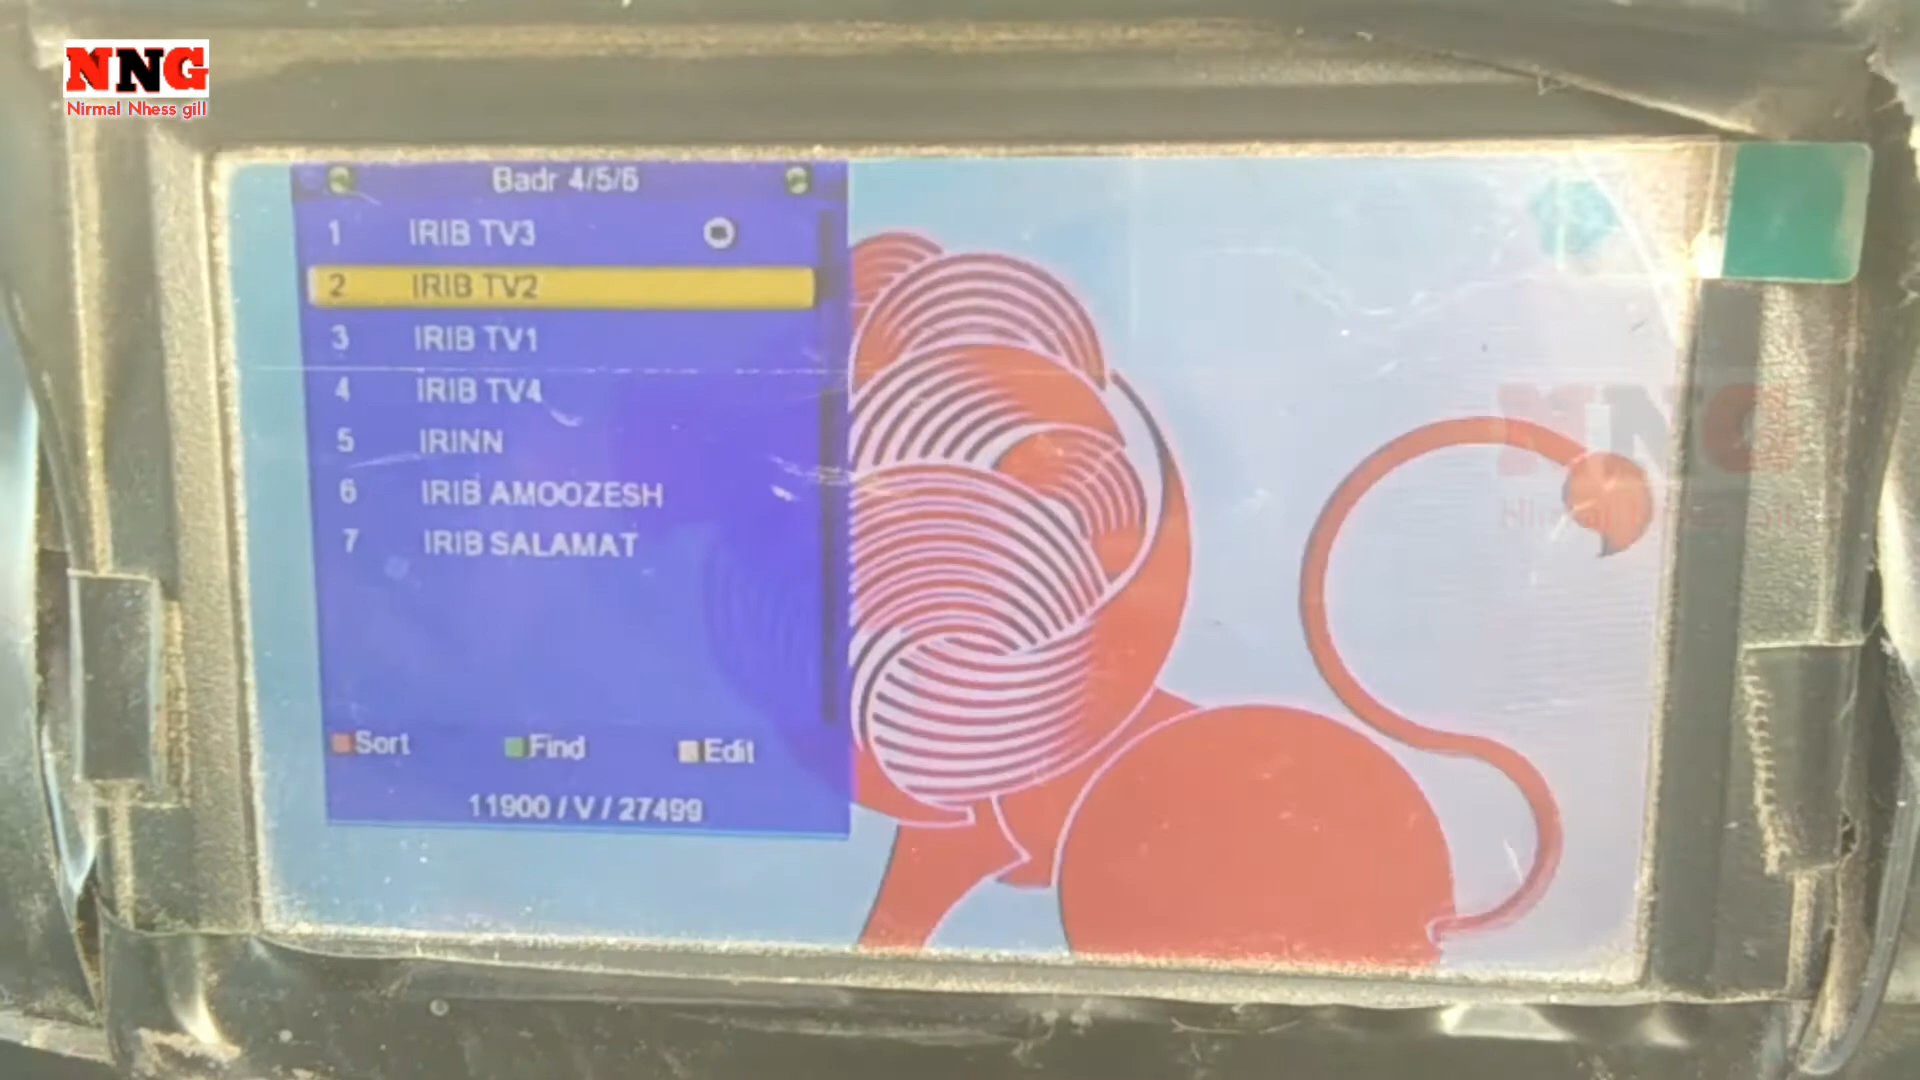 NNG
Nirmal Nhess gill
Badr 4/5/6
1 IRIB TV3
2 IRIB TV2
3 IRIB TV1
4 IRIB TV4
5 IRINN
6 IRIB AMOOZESH
7 IRIB SALAMAT
Sort Find Edit
11900 / V / 27499
NNG